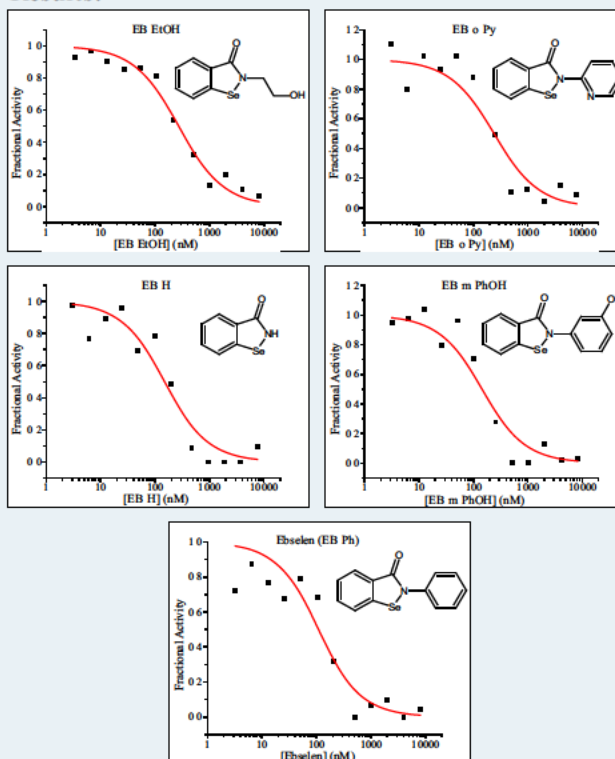 EB EtOH
Fractional Activity
1 0
0 8
0 6
0 4
0 2
0 0
1 10 100 1000 10000
[EB EtOH] (nM)
O
N
Se
OH
EB o Py
Fractional Activity
1 2
1 0
0 8
0 6
0 4
0 2
0 0
1 10 100 1000 10000
[EB o Py] (nM)
O
N
Se
N
EB H
Fractional Activity
1 0
0 8
0 6
0 4
0 2
0 0
1 10 100 1000 10000
[EB H] (nM)
O
NH
Se
EB m PhOH
Fractional Activity
1 2
1 0
0 8
0 6
0 4
0 2
0 0
1 10 100 1000 10000
[EB m PhOH] (nM)
O
N
Se
Ebselen (EB Ph)
Fractional Activity
1 0
0 8
0 6
0 4
0 2
0 0
1 10 100 1000 10000
[Ebselen] (nM)
O
N
Se